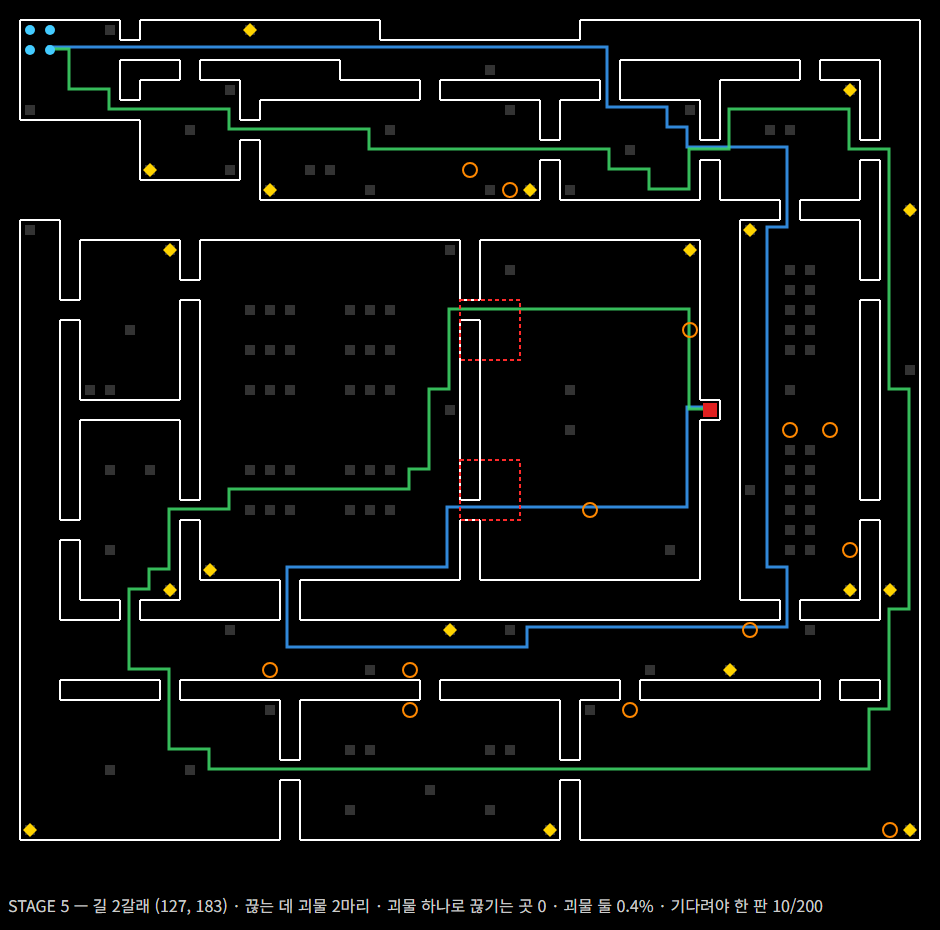 STAGE 5 — 길 2갈래 (127, 183) · 끊는 데 괴물 2마리 · 괴물 하나로 끊기는 곳 0 · 괴물 둘 0.4% · 기다려야 한 판 10/200